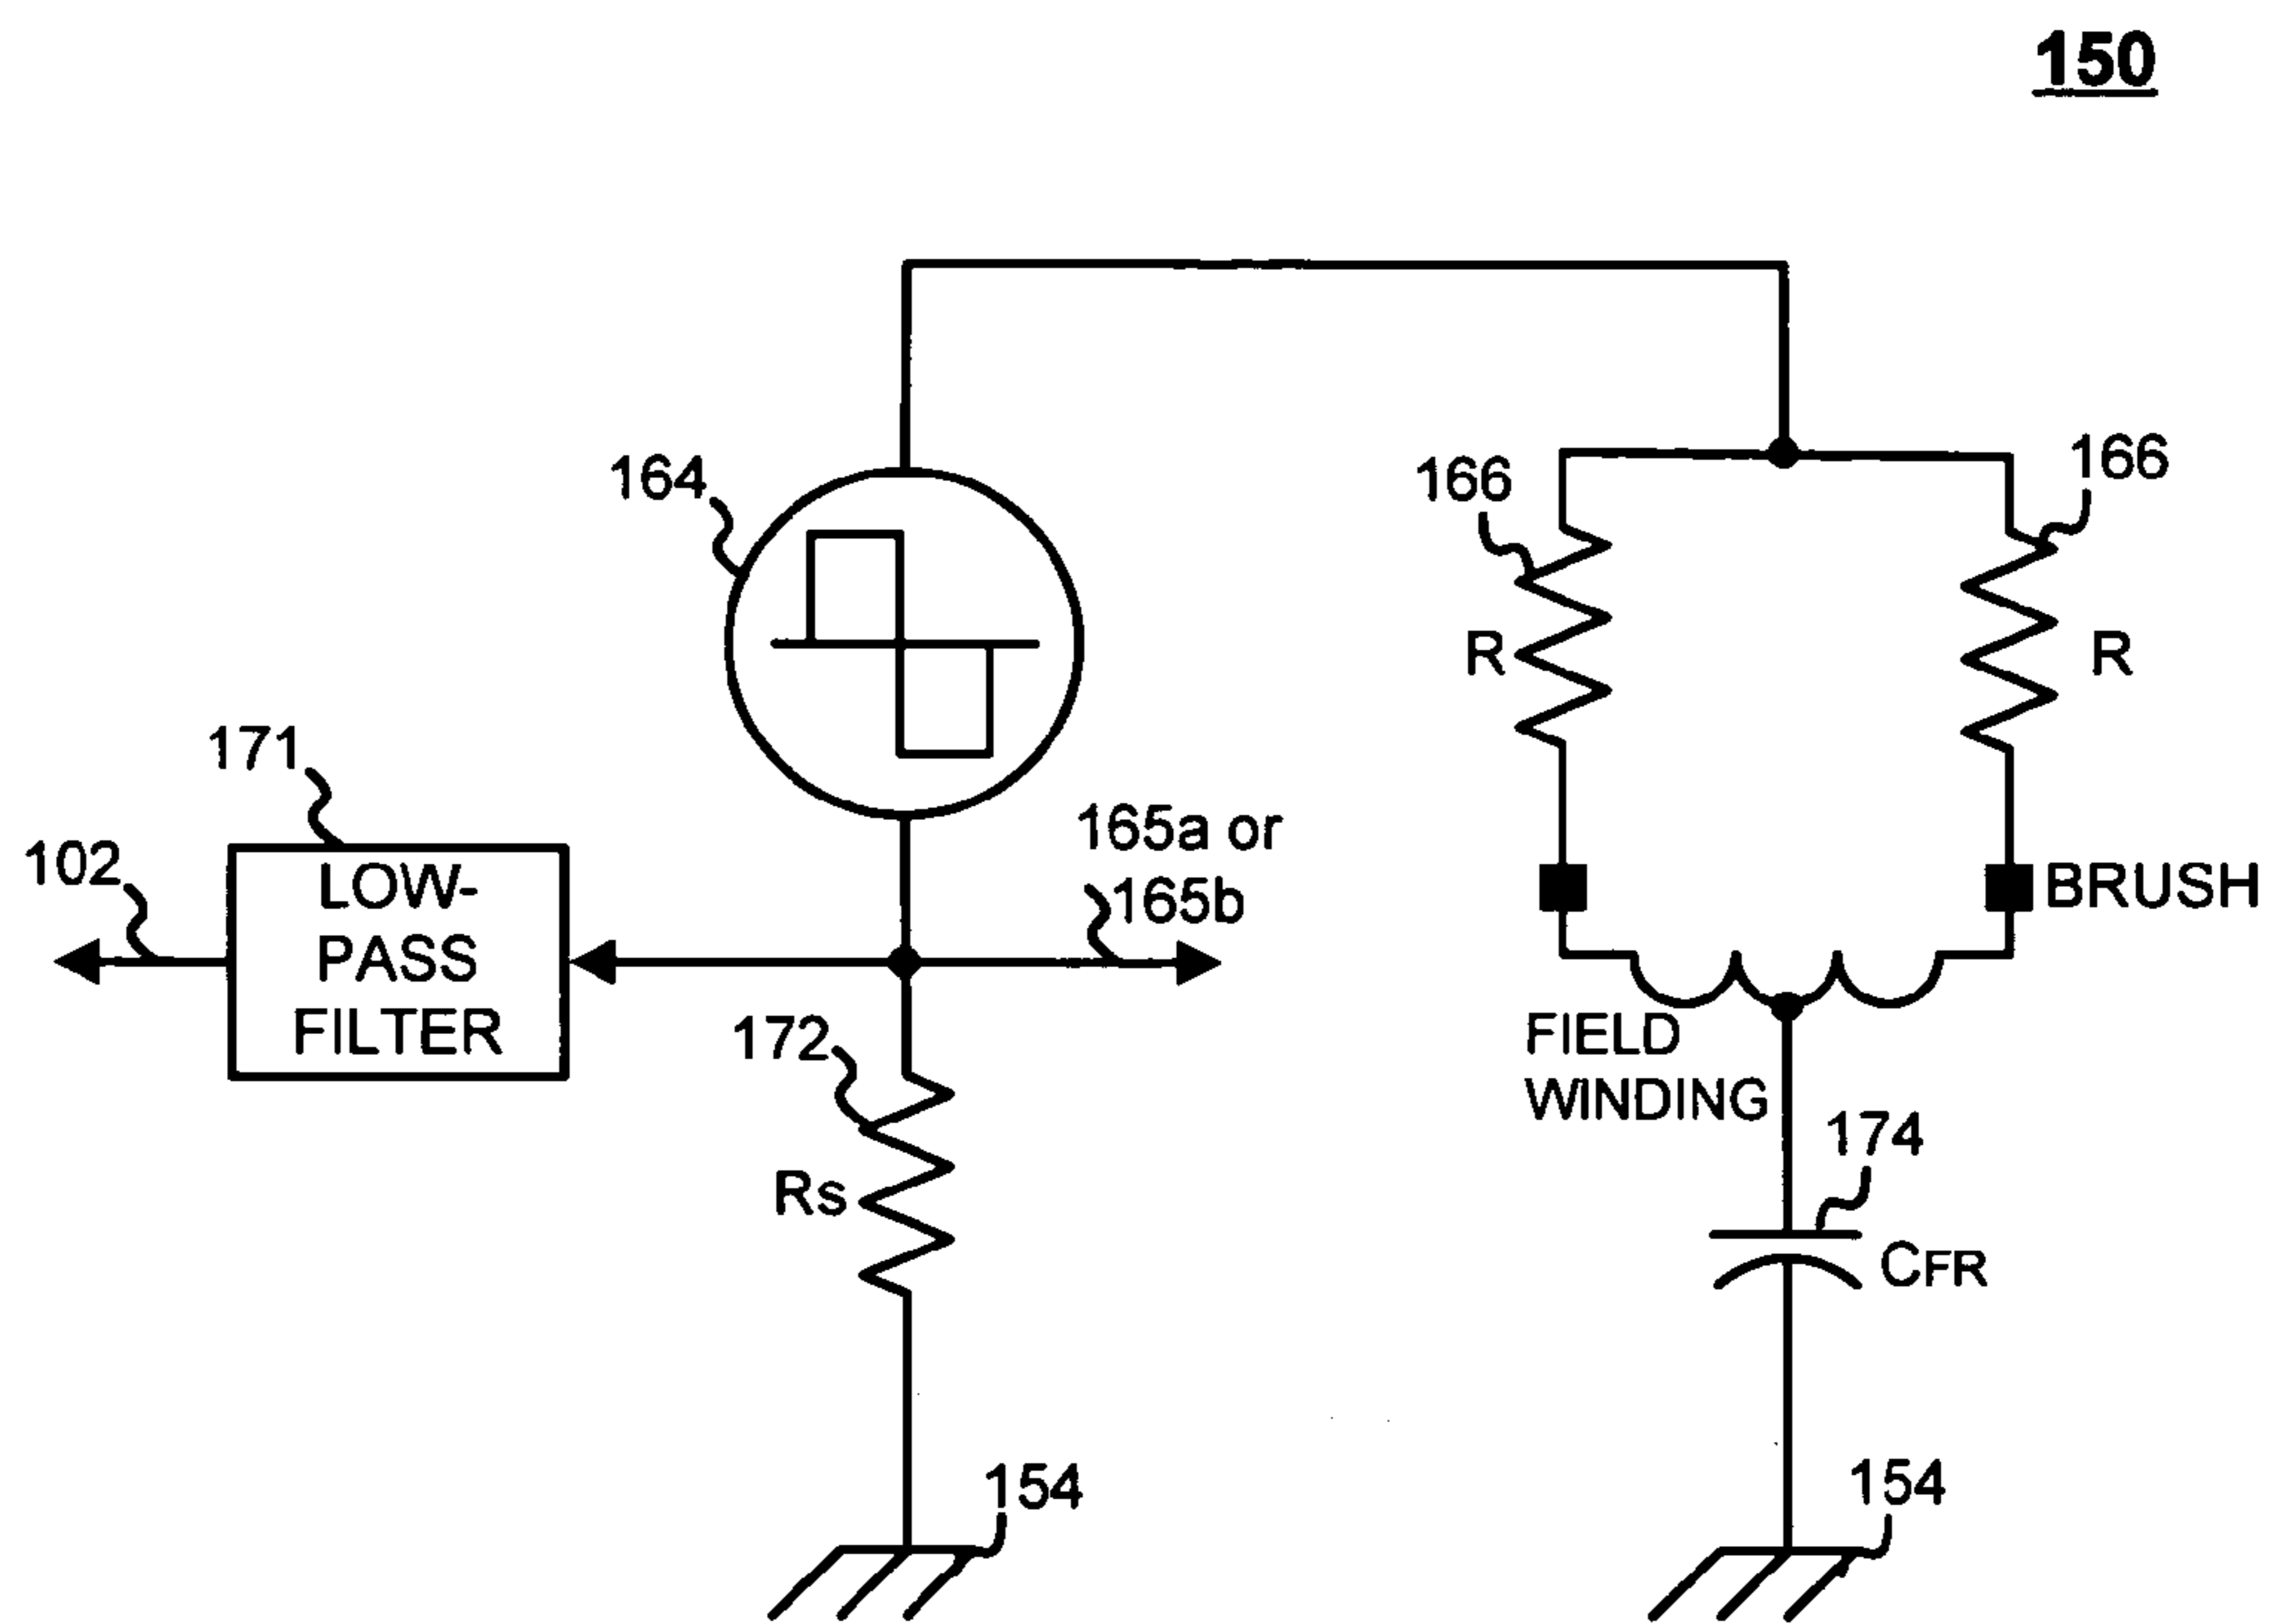 150
164
166
166
R
R
171
102
LOW-
PASS
FILTER
165a or
165b
BRUSH
172
Rs
FIELD
WINDING
174
CFR
154
154